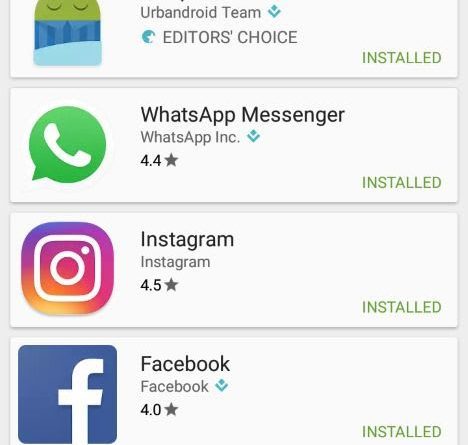 Urbandroid Team
EDITORS' CHOICE
INSTALLED
WhatsApp Messenger
WhatsApp Inc.
4.4
INSTALLED
Instagram
Instagram
4.5
INSTALLED
Facebook
Facebook
4.0
INSTALLED